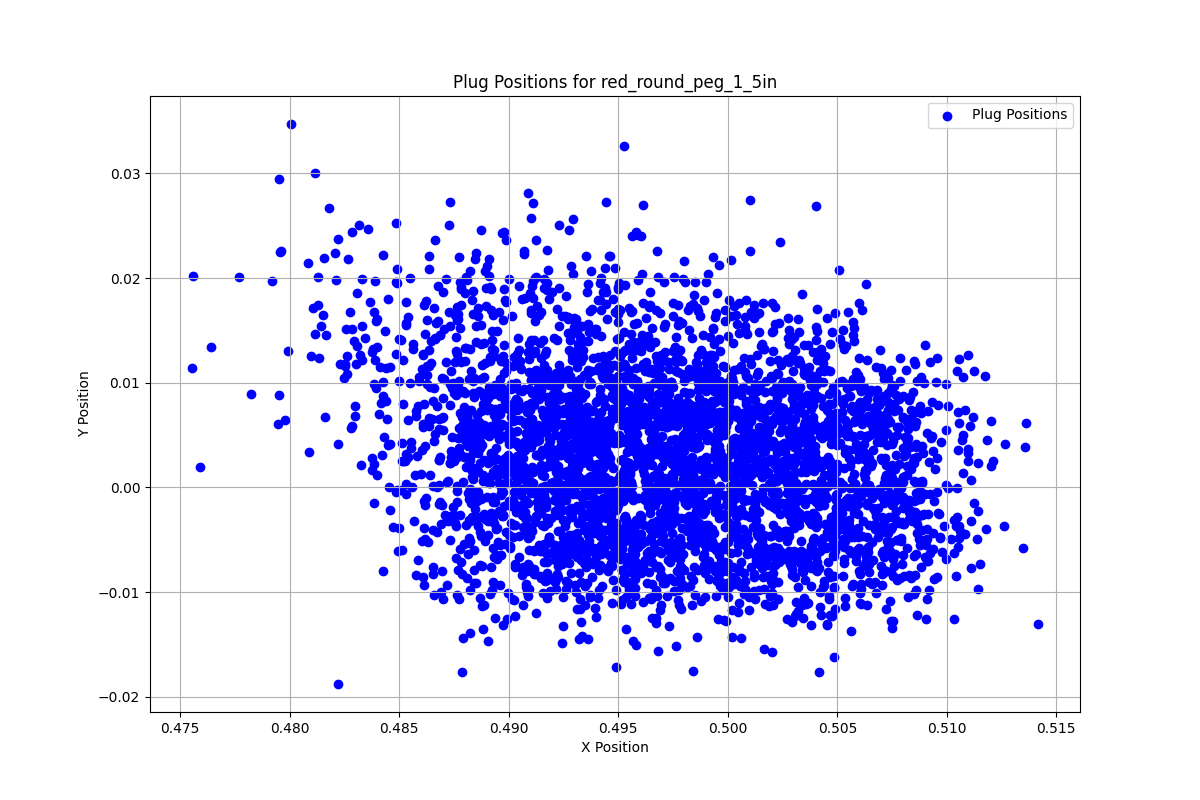 Plug Positions for red_round_peg_1_5in
Plug Positions
0.03
0.02
0.01
0.00
−0.01
−0.02
Y Position
0.475 0.480 0.485 0.490 0.495 0.500 0.505 0.510 0.515
X Position